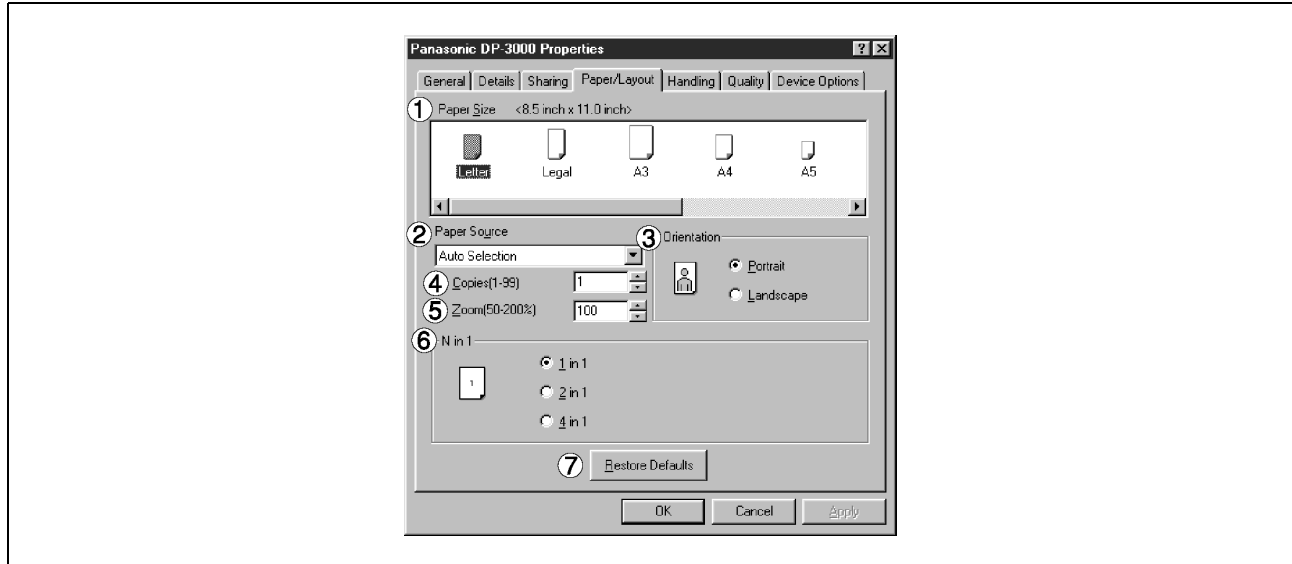 Panasonic DP-3000 Properties
General Details Sharing Paper/Layout Handling Quality Device Options
① Paper Size <8.5 inch x 11.0 inch>
Letter Legal A3 A4 A5
② Paper Source
Auto Selection
③ Orientation
Portrait
Landscape
④ Copies(1-99) 1
⑤ Zoom(50-200%) 100
⑥ N in 1
1
1 in 1
2 in 1
4 in 1
⑦ Restore Defaults
OK Cancel Apply